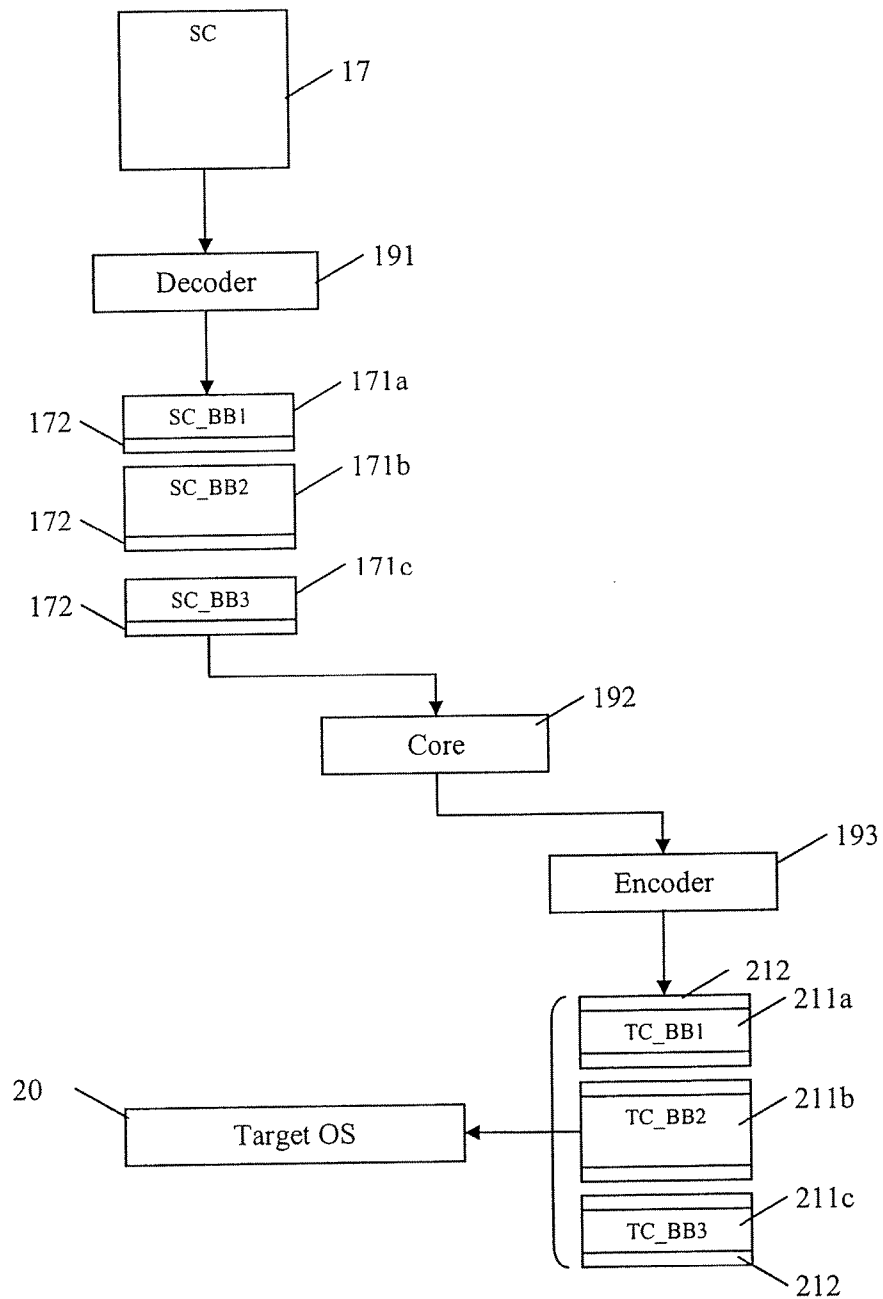 SC
17
191
Decoder
171a
SC_BB1
172
171b
SC_BB2
172
171c
SC_BB3
172
192
Core
193
Encoder
212
211a
TC_BB1
20
Target OS
211b
TC_BB2
211c
TC_BB3
212